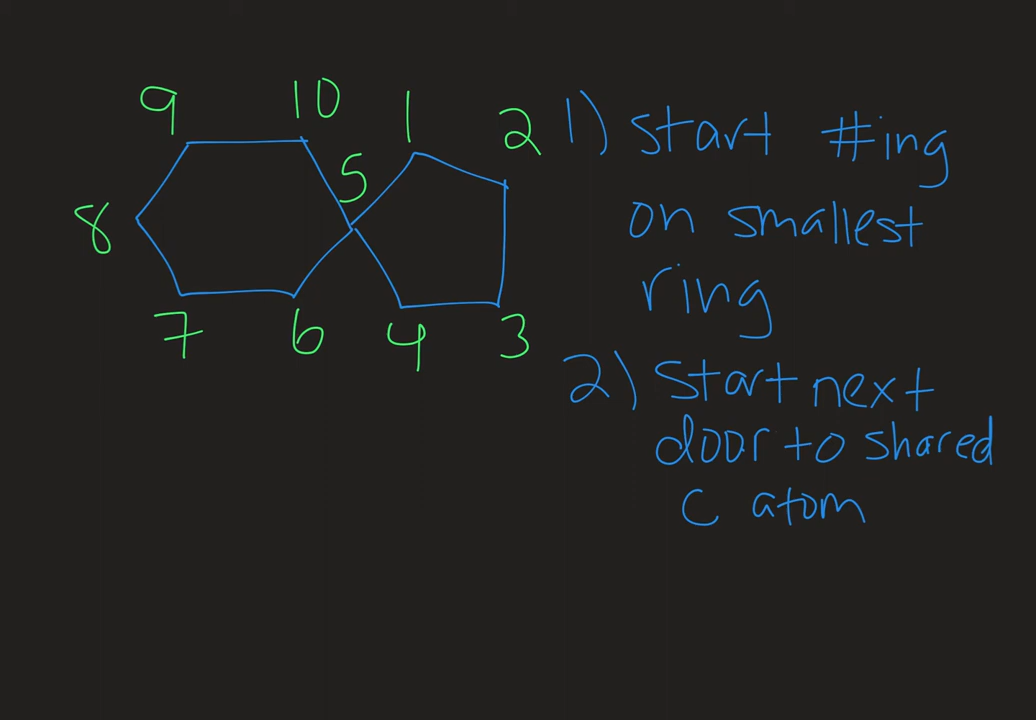 9 10 1 2
5
8
7 6 4 3
1) start #ing
on smallest
ring
2) Start next
door to shared
C atom